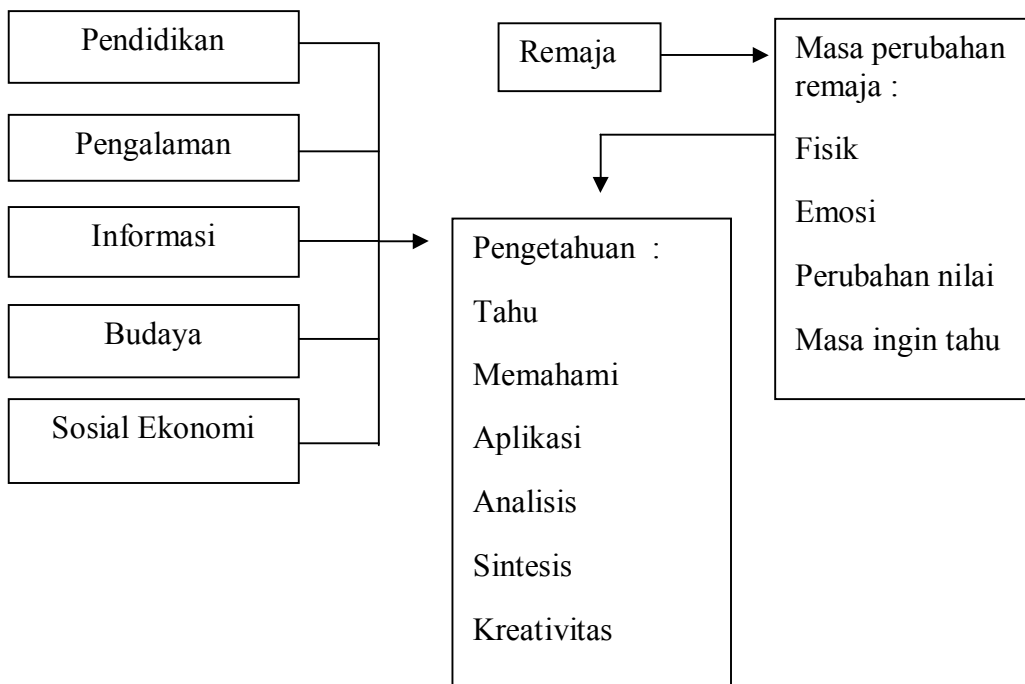 Pendidikan
Pengalaman
Informasi
Budaya
Sosial Ekonomi
Remaja
Masa perubahan
remaja :
Fisik
Emosi
Perubahan nilai
Masa ingin tahu
Pengetahuan :
Tahu
Memahami
Aplikasi
Analisis
Sintesis
Kreativitas